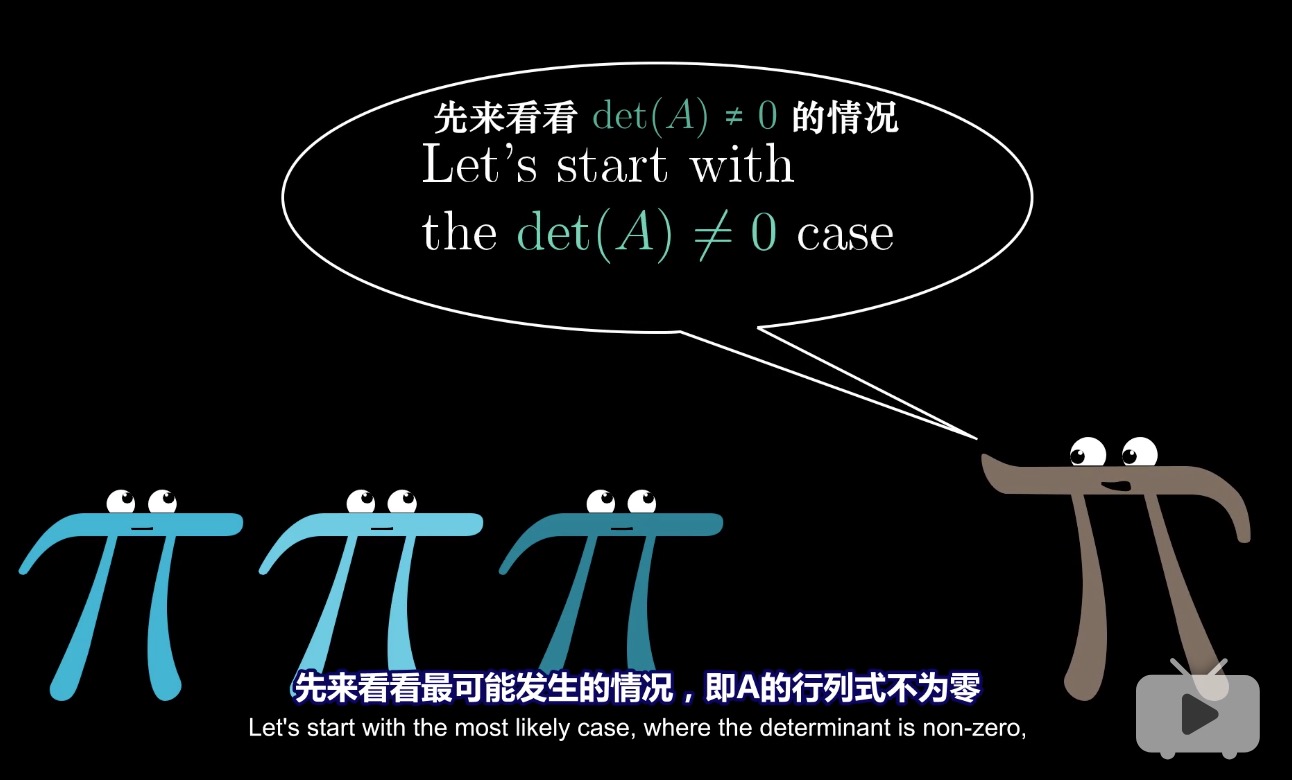 先来看看 det(A) ≠ 0 的情况
Let's start with
the det(A) ≠ 0 case
先来看看最可能发生的情况，即A的行列式不为零
Let's start with the most likely case, where the determinant is non-zero,